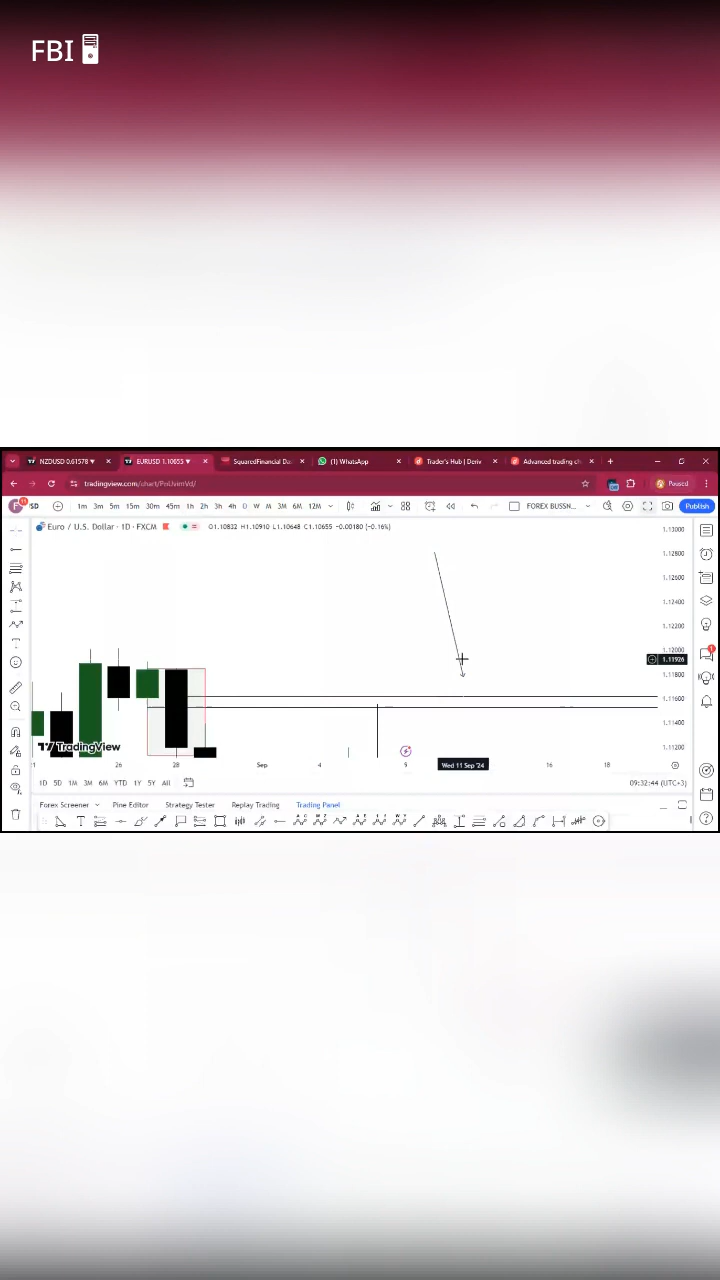 FBI
NZDUSD 0.61578 ▼
EURUSD 1.10655 ▼
SquaredFinancial Da
(1) WhatsApp
Trader's Hub | Deriv
Advanced trading ch
tradingview.com/chart/PoUvmVd/
Paused
SD
1m 3m 5m 15m 30m 45m 1h 2h 3h 4h D W M 3M 6M 12M
FOREX BUSSN...
Publish
Euro / U.S. Dollar · 1D · FXCM
O1.10832 H1.10910 L1.10648 C1.10655 −0.00180 (−0.16%)
1.13000
1.12800
1.12600
1.12400
1.12200
1.12000
1.11926
1.11800
1.11600
1.11400
1.11200
TradingView
26 28 Sep 4 9 Wed 11 Sep '24 16 18
1D 5D 1M 3M 6M YTD 1Y 5Y All
09:32:44 (UTC+3)
Forex Screener Pine Editor Strategy Tester Replay Trading Trading Panel